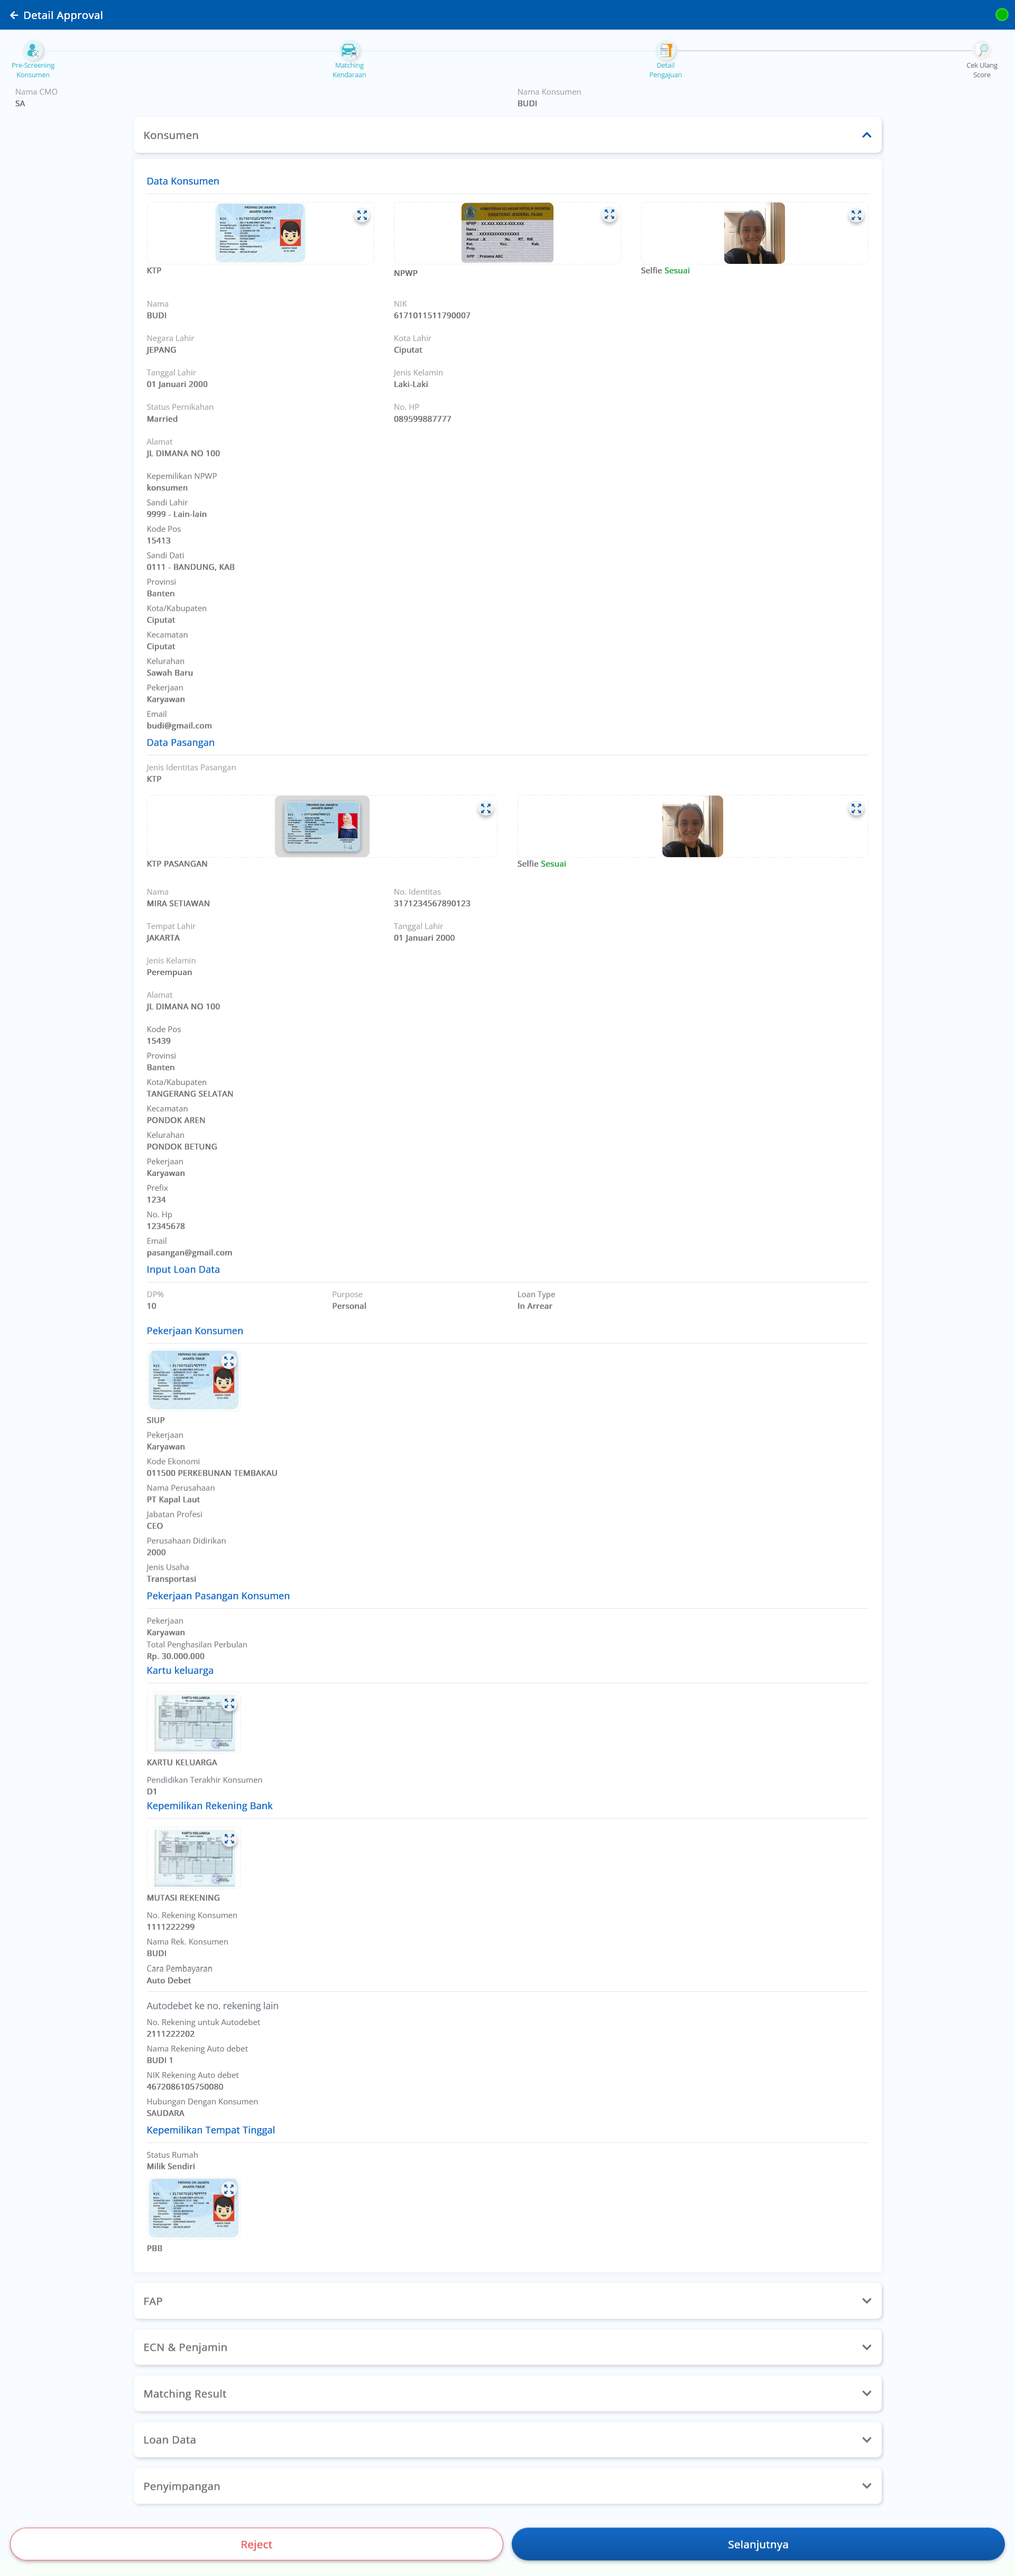 Detail Approval
Pre-Screening
Konsumen
Matching
Kendaraan
Detail
Pengajuan
Cek Ulang
Score
Nama CMO
SA
Nama Konsumen
BUDI
Konsumen
Data Konsumen
KTP
NPWP
Selfie Sesuai
Nama
BUDI
NIK
6171011511790007
Negara Lahir
JEPANG
Kota Lahir
Ciputat
Tanggal Lahir
01 Januari 2000
Jenis Kelamin
Laki-Laki
Status Pernikahan
Married
No. HP
089599887777
Alamat
JL DIMANA NO 100
Kepemilikan NPWP
konsumen
Sandi Lahir
9999 - Lain-lain
Kode Pos
15413
Sandi Dati
0111 - BANDUNG, KAB
Provinsi
Banten
Kota/Kabupaten
Ciputat
Kecamatan
Ciputat
Kelurahan
Sawah Baru
Pekerjaan
Karyawan
Email
budi@gmail.com
Data Pasangan
Jenis Identitas Pasangan
KTP
KTP PASANGAN
Selfie Sesuai
Nama
MIRA SETIAWAN
No. Identitas
3171234567890123
Tempat Lahir
JAKARTA
Tanggal Lahir
01 Januari 2000
Jenis Kelamin
Perempuan
Alamat
JL DIMANA NO 100
Kode Pos
15439
Provinsi
Banten
Kota/Kabupaten
TANGERANG SELATAN
Kecamatan
PONDOK AREN
Kelurahan
PONDOK BETUNG
Pekerjaan
Karyawan
Prefix
1234
No. Hp
12345678
Email
pasangan@gmail.com
Input Loan Data
DP%
10
Purpose
Personal
Loan Type
In Arrear
Pekerjaan Konsumen
SIUP
Pekerjaan
Karyawan
Kode Ekonomi
011500 PERKEBUNAN TEMBAKAU
Nama Perusahaan
PT Kapal Laut
Jabatan Profesi
CEO
Perusahaan Didirikan
2000
Jenis Usaha
Transportasi
Pekerjaan Pasangan Konsumen
Pekerjaan
Karyawan
Total Penghasilan Perbulan
Rp. 30.000.000
Kartu keluarga
KARTU KELUARGA
Pendidikan Terakhir Konsumen
D1
Kepemilikan Rekening Bank
MUTASI REKENING
No. Rekening Konsumen
1111222299
Nama Rek. Konsumen
BUDI
Cara Pembayaran
Auto Debet
Autodebet ke no. rekening lain
No. Rekening untuk Autodebet
2111222202
Nama Rekening Auto debet
BUDI 1
NIK Rekening Auto debet
4672086105750080
Hubungan Dengan Konsumen
SAUDARA
Kepemilikan Tempat Tinggal
Status Rumah
Milik Sendiri
PBB
FAP
ECN & Penjamin
Matching Result
Loan Data
Penyimpangan
Reject
Selanjutnya